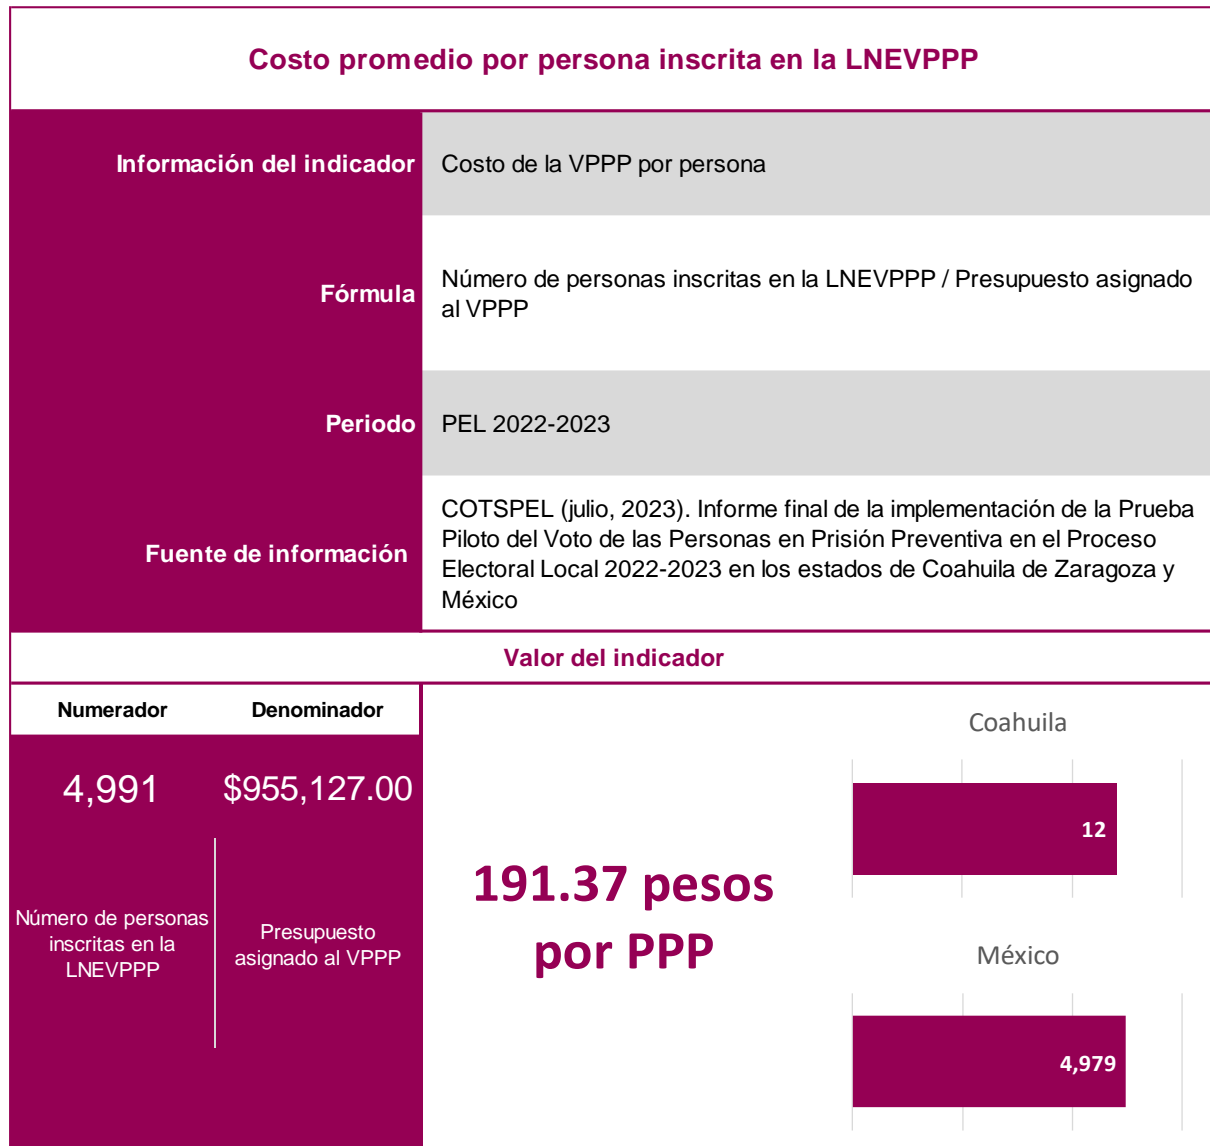 Costo promedio por persona inscrita en la LNEVPPP
Información del indicador
Costo de la VPPP por persona
Fórmula
Número de personas inscritas en la LNEVPPP / Presupuesto asignado
al VPPP
Periodo
PEL 2022-2023
Fuente de información
COTSPEL (julio, 2023). Informe final de la implementación de la Prueba
Piloto del Voto de las Personas en Prisión Preventiva en el Proceso
Electoral Local 2022-2023 en los estados de Coahuila de Zaragoza y
México
Valor del indicador
Numerador
Denominador
4,991
$955,127.00
Número de personas
inscritas en la
LNEVPPP
Presupuesto
asignado al VPPP
191.37 pesos
por PPP
Coahuila
12
México
4,979